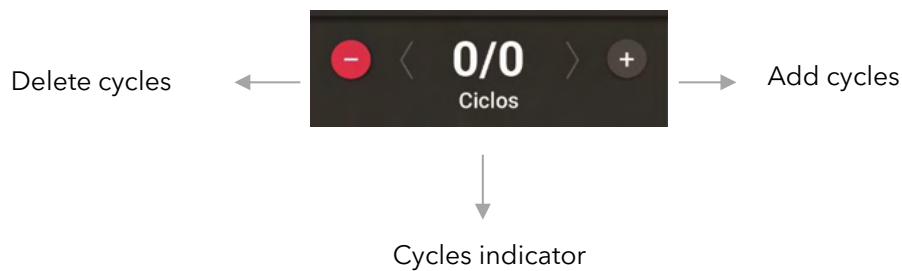 0/0
Ciclos
Delete cycles
Add cycles
Cycles indicator